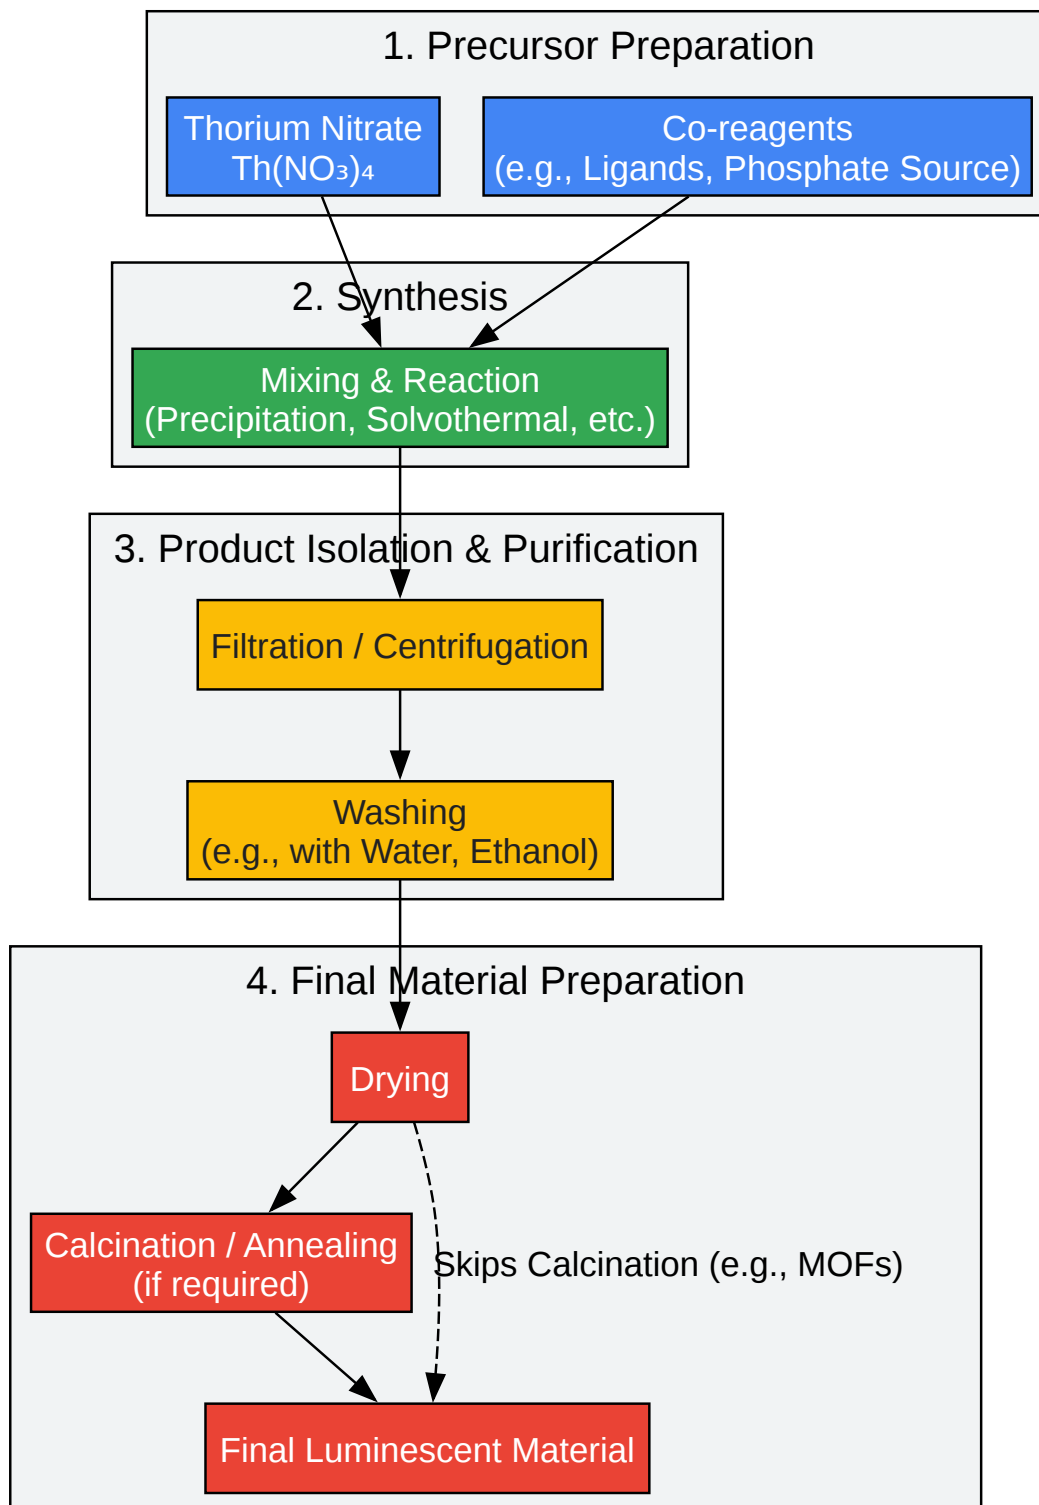 1. Precursor Preparation
Thorium Nitrate
Th(NO₃)₄
Co-reagents
(e.g., Ligands, Phosphate Source)
2. Synthesis
Mixing & Reaction
(Precipitation, Solvothermal, etc.)
3. Product Isolation & Purification
Filtration / Centrifugation
Washing
(e.g., with Water, Ethanol)
4. Final Material Preparation
Drying
Calcination / Annealing
(if required)
Skips Calcination (e.g., MOFs)
Final Luminescent Material